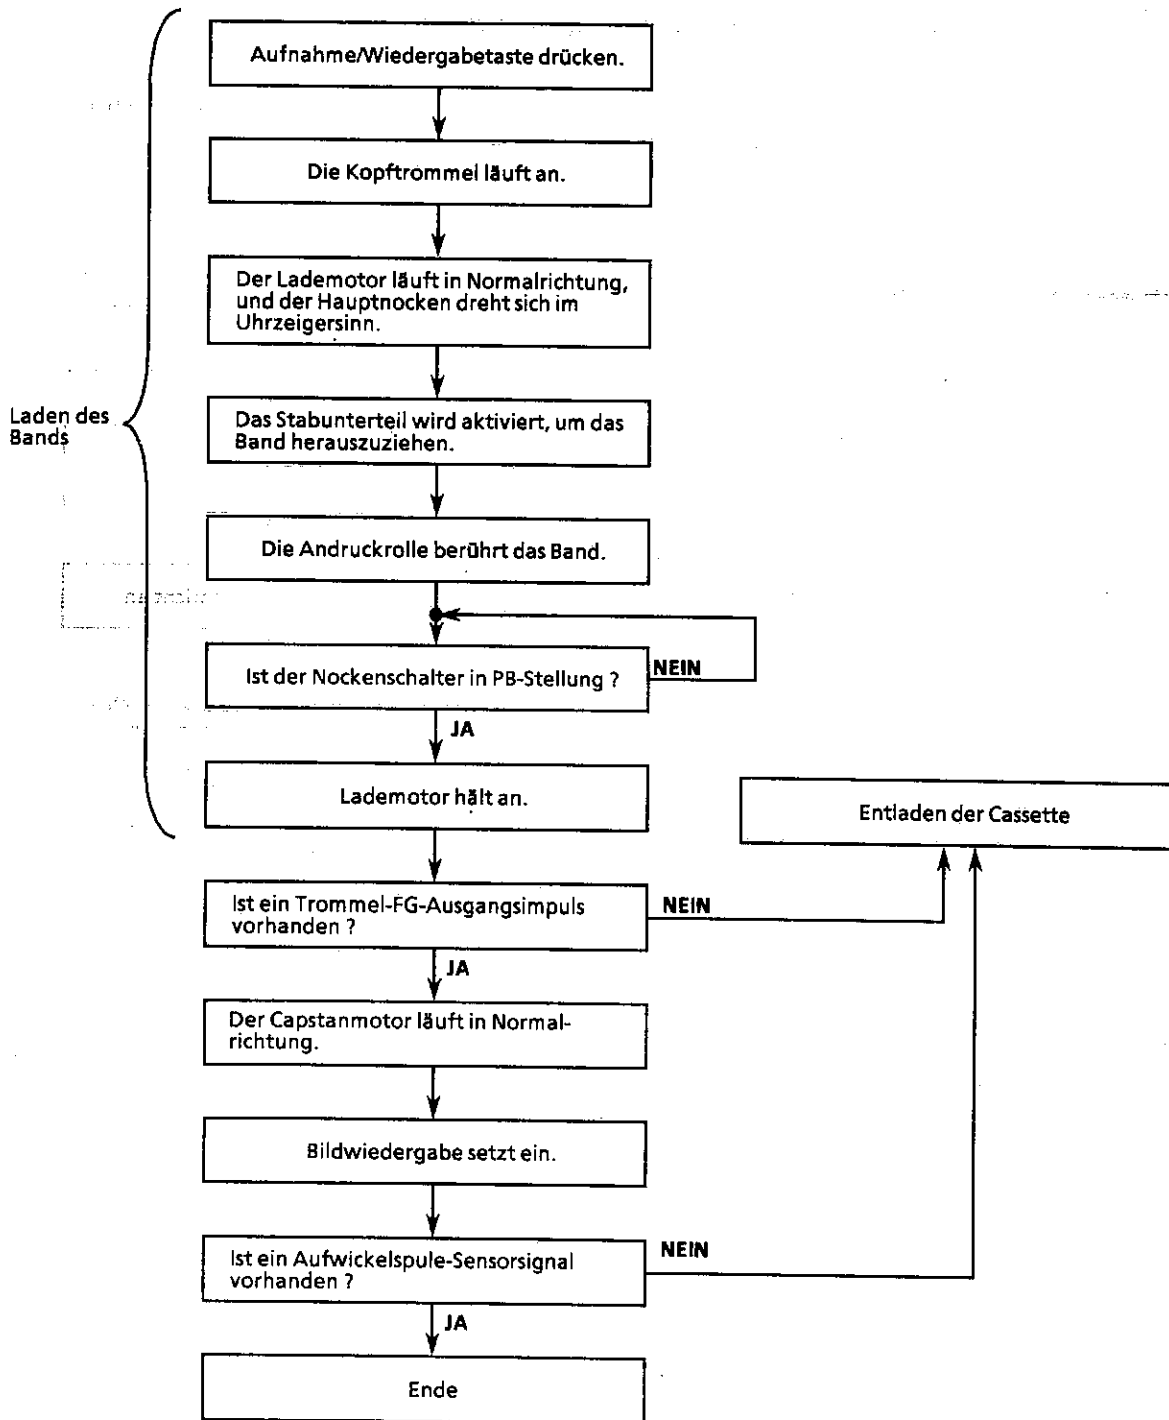 Aufnahme/Wiedergabetaste drücken.
Die Kopftrommel läuft an.
Der Lademotor läuft in Normalrichtung,
und der Hauptnocken dreht sich im
Uhrzeigersinn.
Laden des
Bands
Das Stabunterteil wird aktiviert, um das
Band herauszuziehen.
Die Andruckrolle berührt das Band.
Ist der Nockenschalter in PB-Stellung ?
NEIN
JA
Lademotor hält an.
Entladen der Cassette
Ist ein Trommel-FG-Ausgangsimpuls
vorhanden ?
NEIN
JA
Der Capstanmotor läuft in Normal-
richtung.
Bildwiedergabe setzt ein.
Ist ein Aufwickelspule-Sensorsignal
vorhanden ?
NEIN
JA
Ende